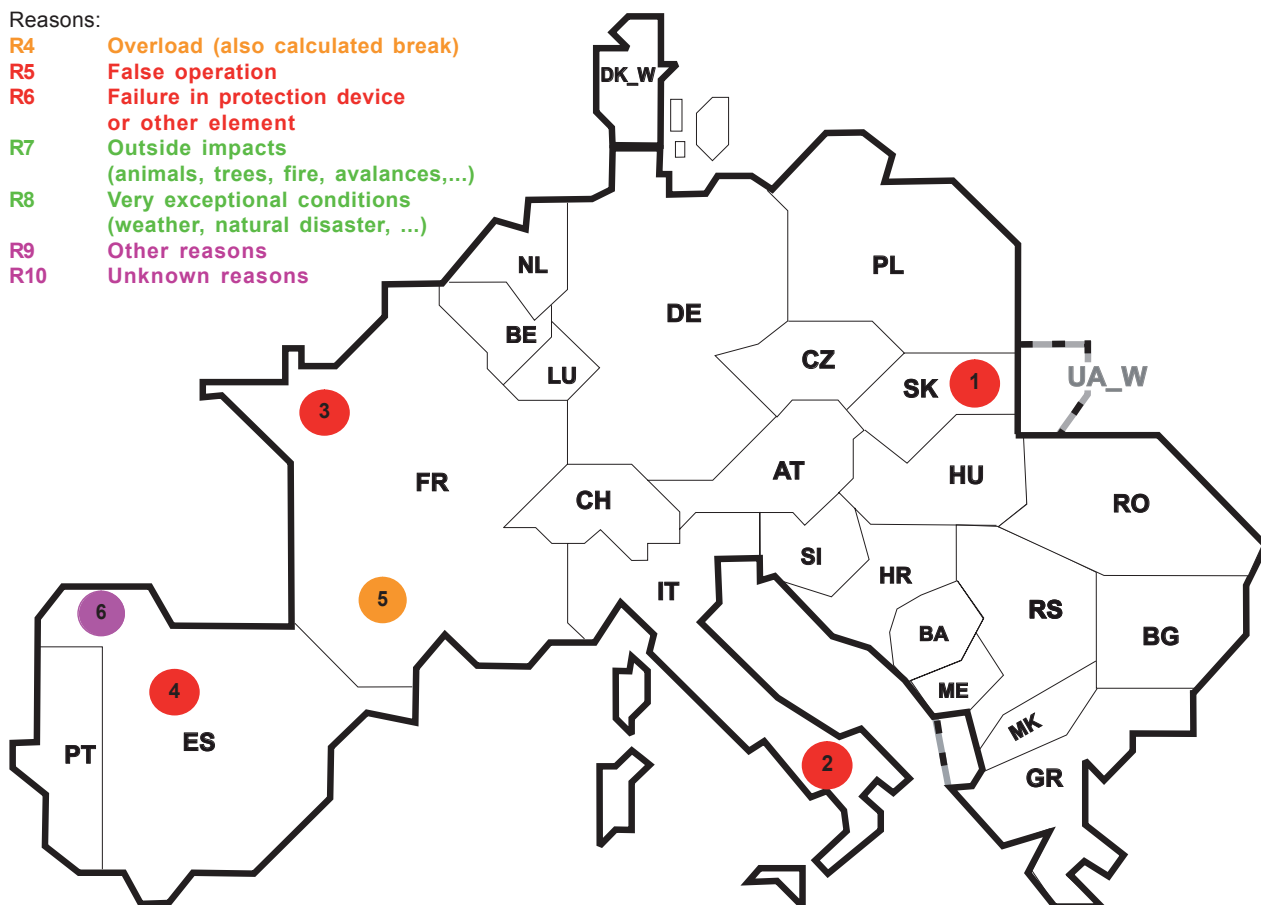 Reasons:
R4 Overload (also calculated break)
R5 False operation
R6 Failure in protection device
or other element
R7 Outside impacts
(animals, trees, fire, avalances,...)
R8 Very exceptional conditions
(weather, natural disaster, ...)
R9 Other reasons
R10 Unknown reasons
DK_W
NL
PL
DE
BE
CZ
LU
SK
1
UA_W
3
FR
AT
HU
CH
RO
SI
HR
IT
5
6
RS
BA
BG
ME
4
ES
MK
PT
2
GR